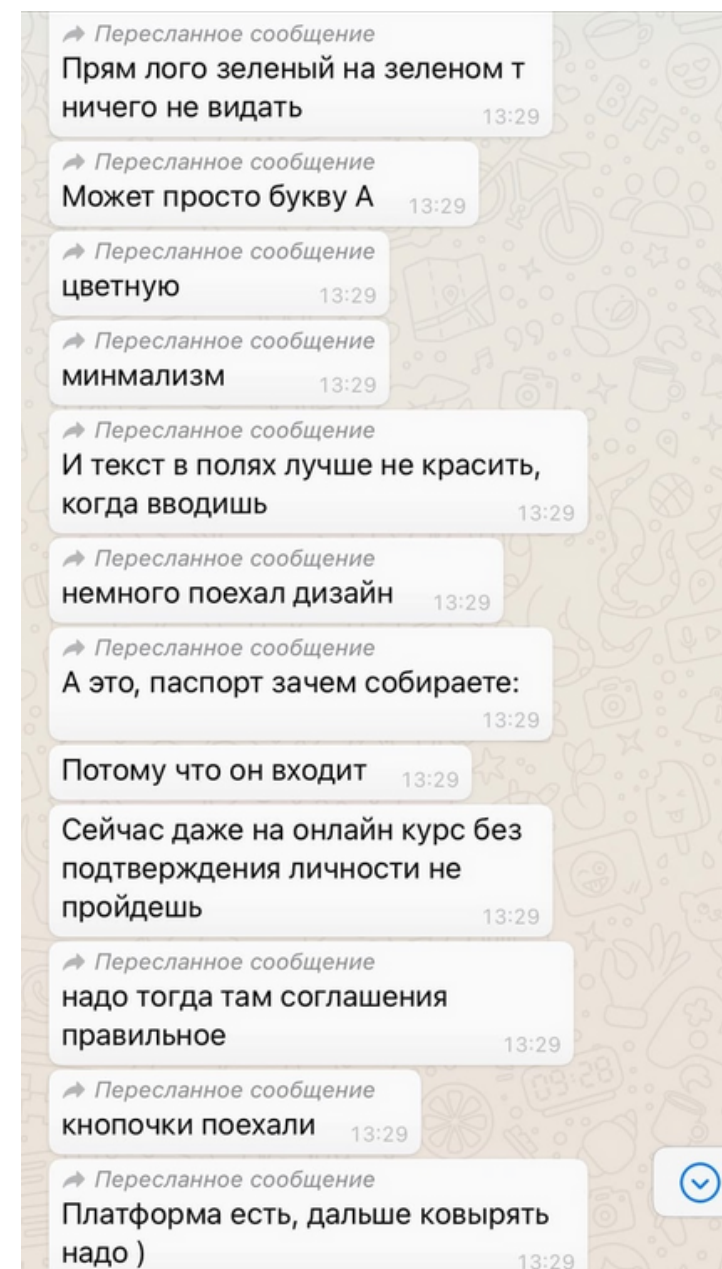 Пересланное сообщение
Прям лого зеленый на зеленом т
ничего не видать
13:29
Пересланное сообщение
Может просто букву А
13:29
Пересланное сообщение
цветную
13:29
Пересланное сообщение
минмализм
13:29
Пересланное сообщение
И текст в полях лучше не красить,
когда вводишь
13:29
Пересланное сообщение
немного поехал дизайн
13:29
Пересланное сообщение
А это, паспорт зачем собираете:
13:29
Потому что он входит
13:29
Сейчас даже на онлайн курс без
подтверждения личности не
пройдешь
13:29
Пересланное сообщение
надо тогда там соглашения
правильное
13:29
Пересланное сообщение
кнопочки поехали
13:29
Пересланное сообщение
Платформа есть, дальше ковырять
надо )
13:29